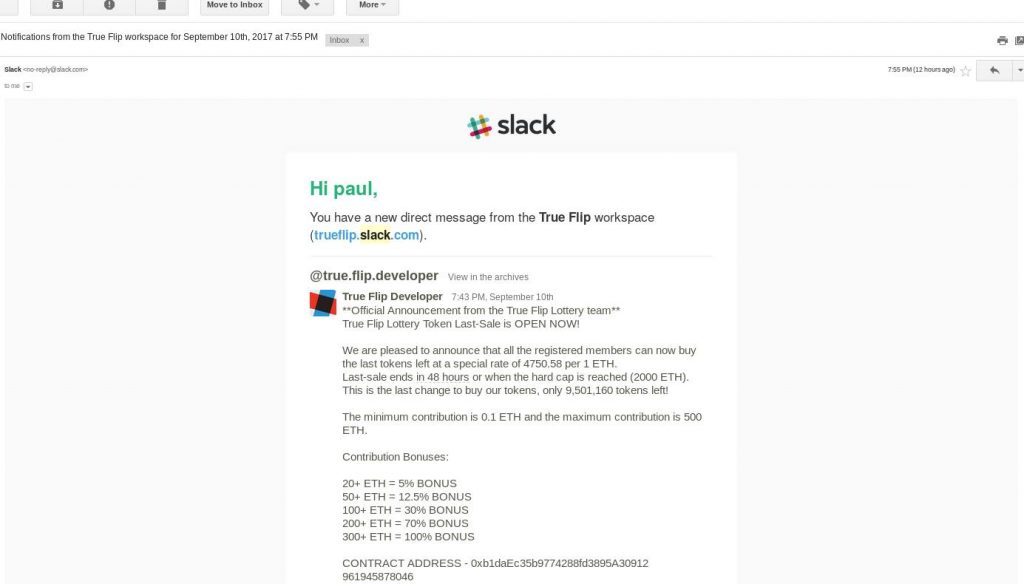 Move to Inbox
More
Notifications from the True Flip workspace for September 10th, 2017 at 7:55 PM
Inbox x
Slack <no-reply@slack.com>
7:55 PM (12 hours ago)
to me
slack
Hi paul,
You have a new direct message from the True Flip workspace
(trueflip.slack.com).
@true.flip.developer View in the archives
True Flip Developer 7:43 PM, September 10th
**Official Announcement from the True Flip Lottery team**
True Flip Lottery Token Last-Sale is OPEN NOW!
We are pleased to announce that all the registered members can now buy
the last tokens left at a special rate of 4750.58 per 1 ETH.
Last-sale ends in 48 hours or when the hard cap is reached (2000 ETH).
This is the last change to buy our tokens, only 9,501,160 tokens left!
The minimum contribution is 0.1 ETH and the maximum contribution is 500
ETH.
Contribution Bonuses:
20+ ETH = 5% BONUS
50+ ETH = 12.5% BONUS
100+ ETH = 30% BONUS
200+ ETH = 70% BONUS
300+ ETH = 100% BONUS
CONTRACT ADDRESS - 0xb1daEc35b9774288fd3895A30912
961945878046